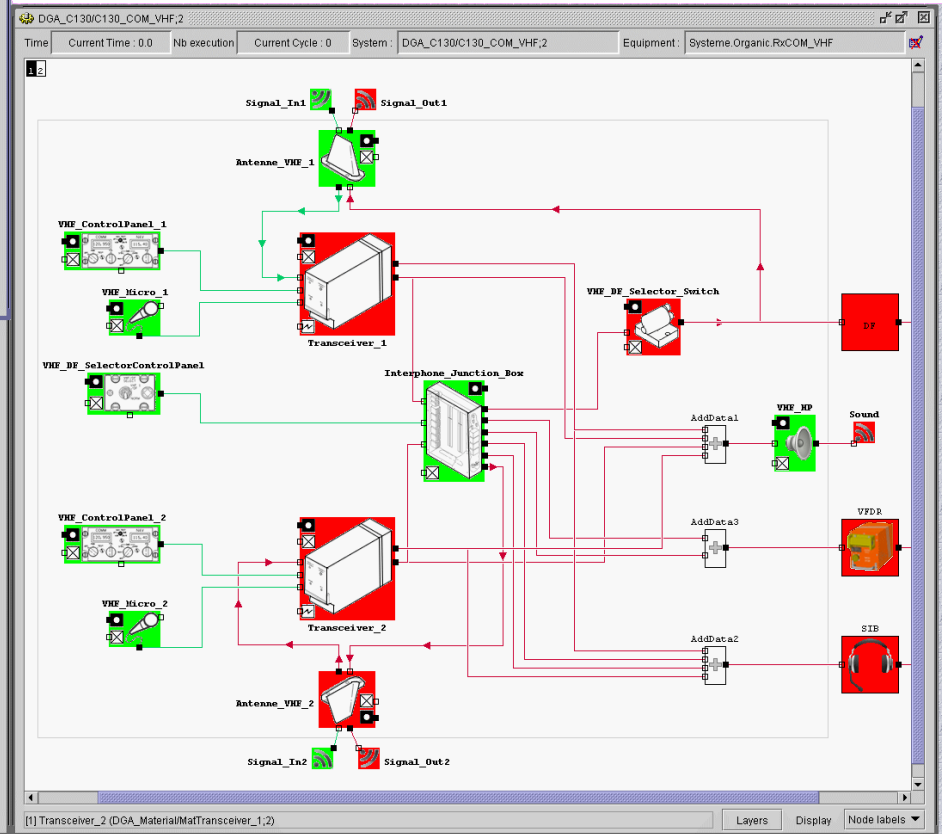 DGA_C130/C130_COM_VHF;2
Time Current Time : 0.0 Nb execution Current Cycle : 0 System : DGA_C130/C130_COM_VHF;2 Equipment : Systeme.Organic.RxCOM_VHF
1 2
Signal_In1 Signal_Out1
Antenne_VHF_1
VHF_ControlPanel_1
VHF_Micro_1
VHF_DF_Selector_Switch
DF
Transceiver_1
VHF_DF_SelectorControlPanel
Interphone_Junction_Box
AddData1
VHF_HP
Sound
VHF_ControlPanel_2
VFDR
AddData3
VHF_Micro_2
Transceiver_2
SIB
AddData2
Antenne_VHF_2
Signal_In2 Signal_Out2
[1] Transceiver_2 (DGA_Material/MatTransceiver_1;2) Layers Display Node labels